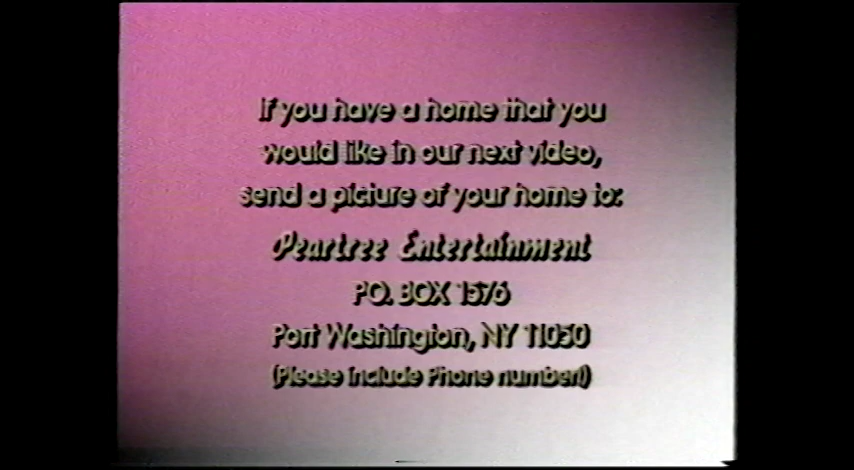 If you have a home that you
would like in our next video,
send a picture of your home to:
Peartree Entertainment
P.O. BOX 1576
Port Washington, NY 11050
(Please Include Phone number!)